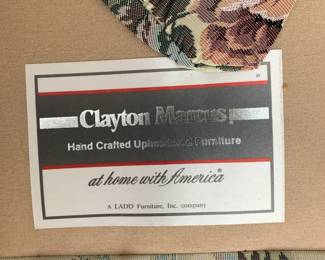 Clayton Marcus
Hand Crafted Upholstered Furniture
at home with America®
A LADD Furniture, Inc. company